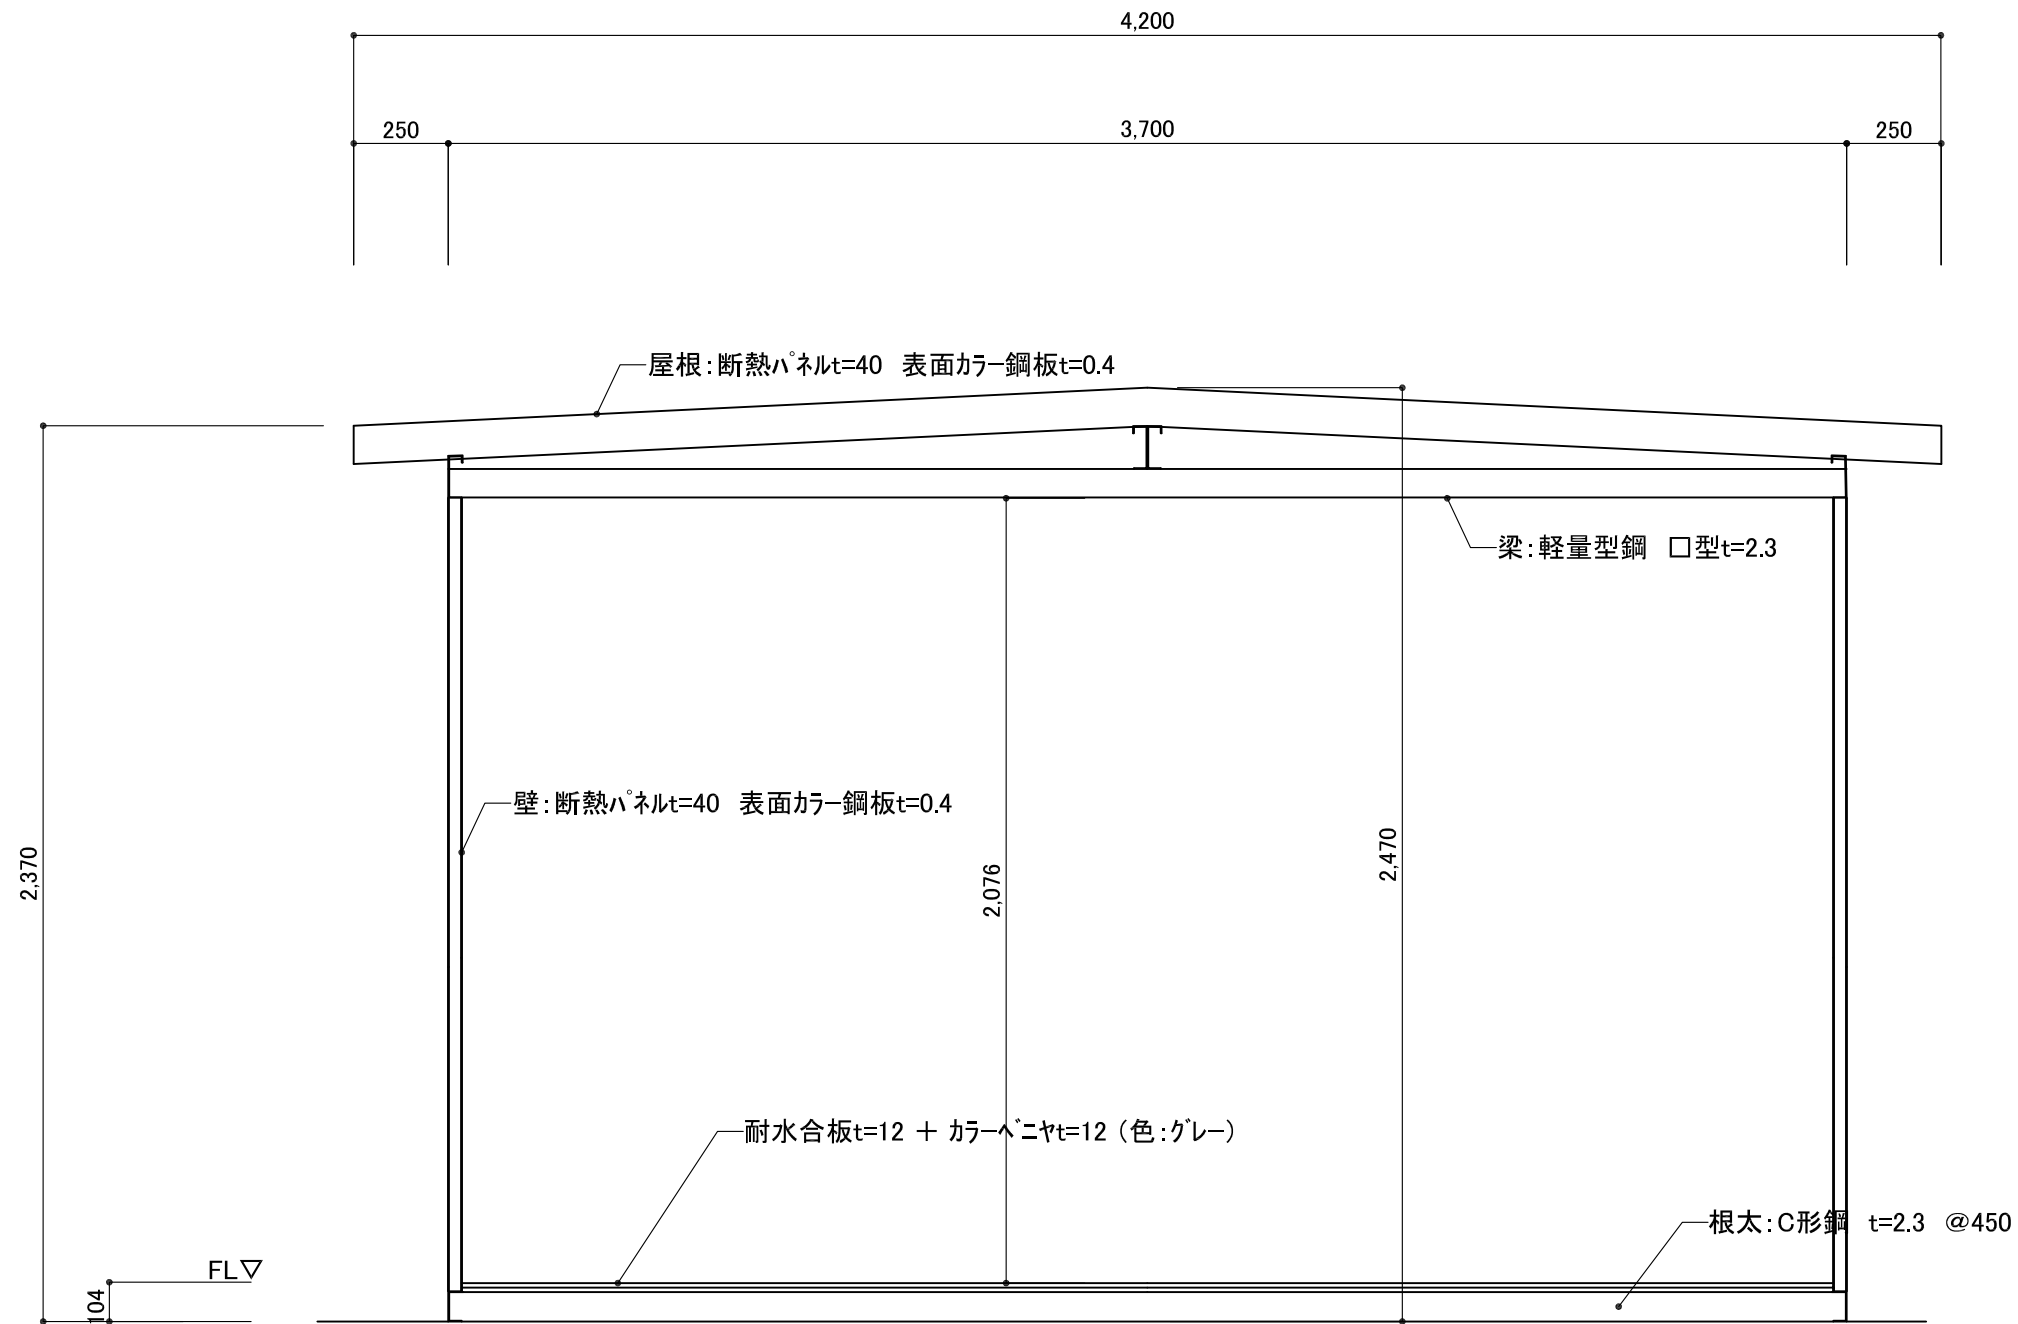 4,200
250
3,700
250
屋根:断熱パネルt=40 表面カラー鋼板t=0.4
梁:軽量型鋼 口型t=2.3
壁:断熱パネルt=40 表面カラー鋼板t=0.4
2,370
2,076
2,470
耐水合板t=12 + カラーベニヤt=12 (色:グレー)
根太:C形鋼 t=2.3 @450
FL▽
104